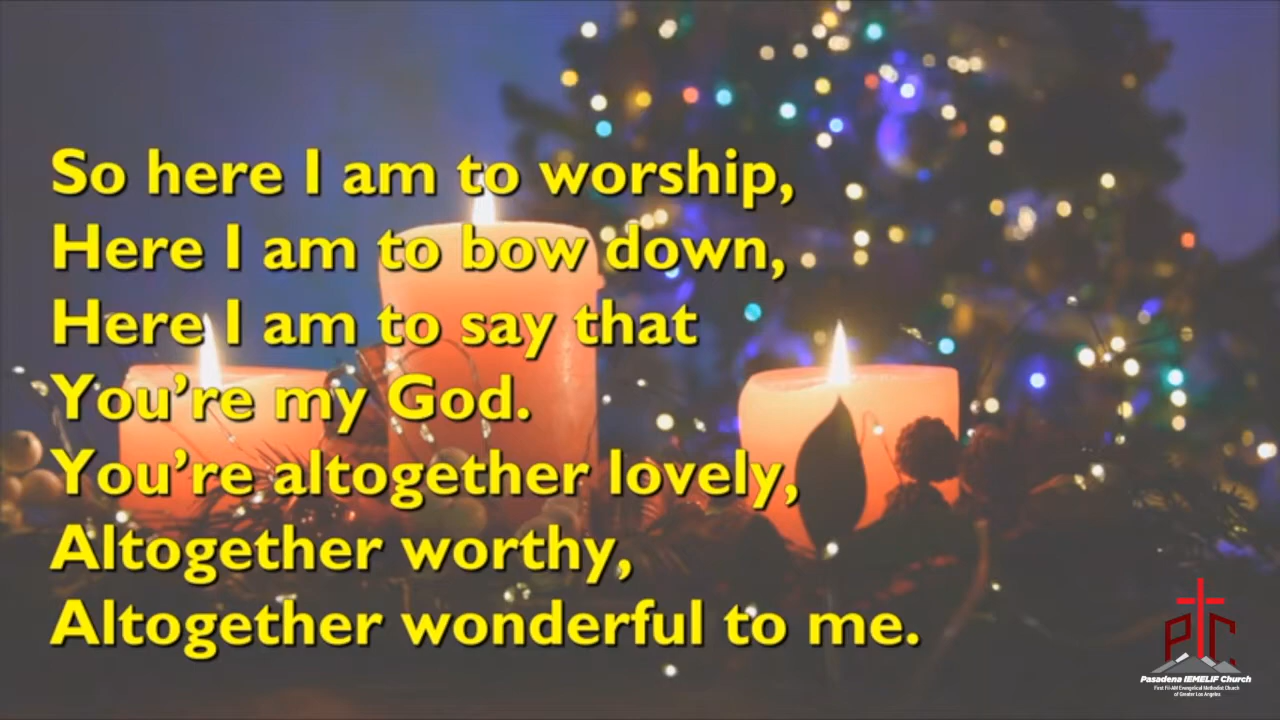 So here I am to worship,
Here I am to bow down,
Here I am to say that
You're my God.
You're altogether lovely,
Altogether worthy,
Altogether wonderful to me.
PIC
Pasadena IEMELIF Church
First Fil-AM Evangelical Methodist Church
of Greater Los Angeles